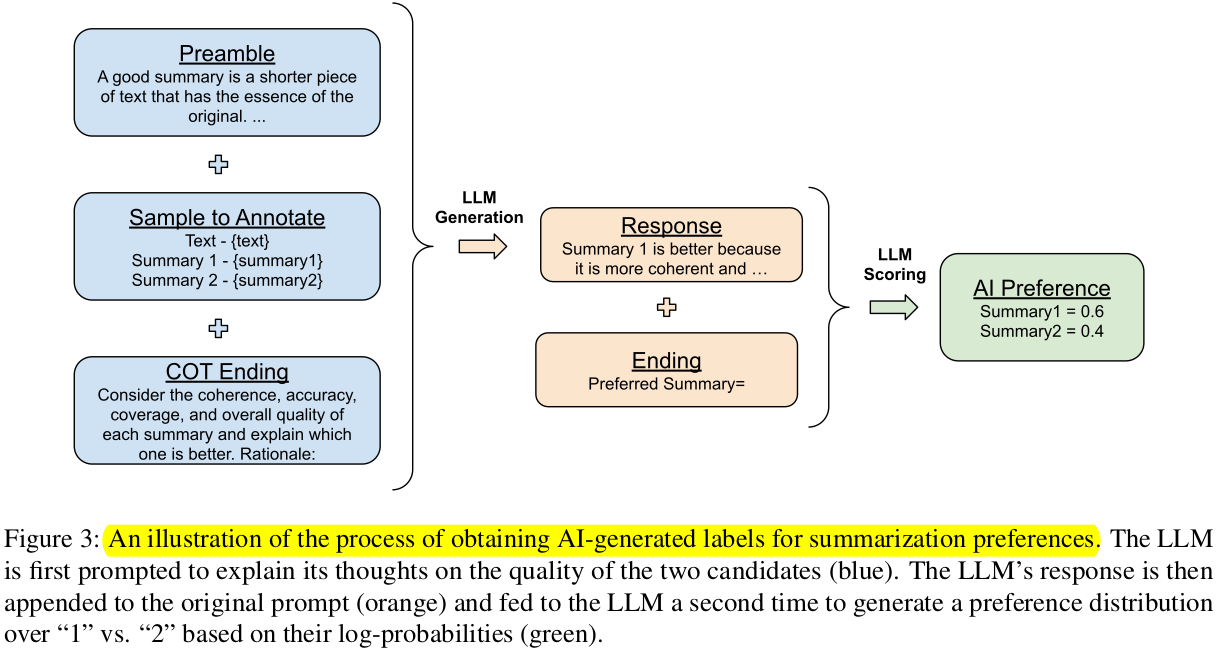 Preamble
A good summary is a shorter piece
of text that has the essence of the
original. ...
Sample to Annotate
Text - {text}
Summary 1 - {summary1}
Summary 2 - {summary2}
COT Ending
Consider the coherence, accuracy,
coverage, and overall quality of
each summary and explain which
one is better. Rationale:
LLM
Generation
Response
Summary 1 is better because
it is more coherent and ...
Ending
Preferred Summary=
LLM
Scoring
AI Preference
Summary1 = 0.6
Summary2 = 0.4
Figure 3: An illustration of the process of obtaining AI-generated labels for summarization preferences. The LLM
is first prompted to explain its thoughts on the quality of the two candidates (blue). The LLM's response is then
appended to the original prompt (orange) and fed to the LLM a second time to generate a preference distribution
over “1” vs. “2” based on their log-probabilities (green).